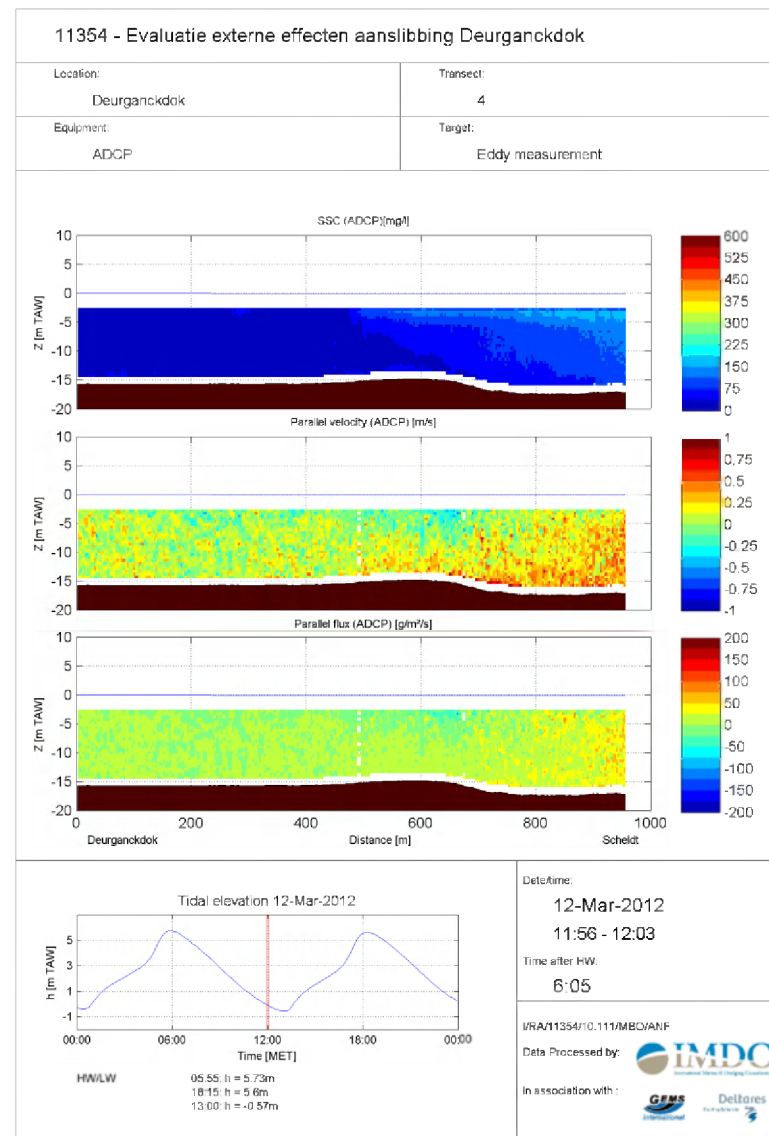 11354 - Evaluatie externe effecten aanslibbing Deurganckdok
Location:
Deurganckdok
Transect:
4
Equipment:
ADCP
Target:
Eddy measurement
SSC (ADCP)[mg/l]
10
5
0
-5
-10
-15
-20
Z [m TAW]
600
525
450
375
300
225
150
75
0
Parallel velocity (ADCP) [m/s]
10
5
0
-5
-10
-15
-20
Z [m TAW]
1
0.75
0.5
0.25
0
-0.25
-0.5
-0.75
-1
Parallel flux (ADCP) [g/m²/s]
10
5
0
-5
-10
-15
-20
Z [m TAW]
200
150
100
50
0
-50
-100
-150
-200
0 200 400 600 800 1000
Deurganckdok Distance [m] Scheldt
Tidal elevation 12-Mar-2012
5
3
1
-1
h [m TAW]
00:00 06:00 12:00 18:00 00:00
Time [MET]
HW/LW
05:55: h = 5.73m
18:15: h = 5.6m
13:00: h = -0.57m
Date/time:
12-Mar-2012
11:56 - 12:03
Time after HW:
6:05
I/RA/11354/10.111/MBO/ANF
Data Processed by:
IMDC
In association with :
GEMS
International
Deltares